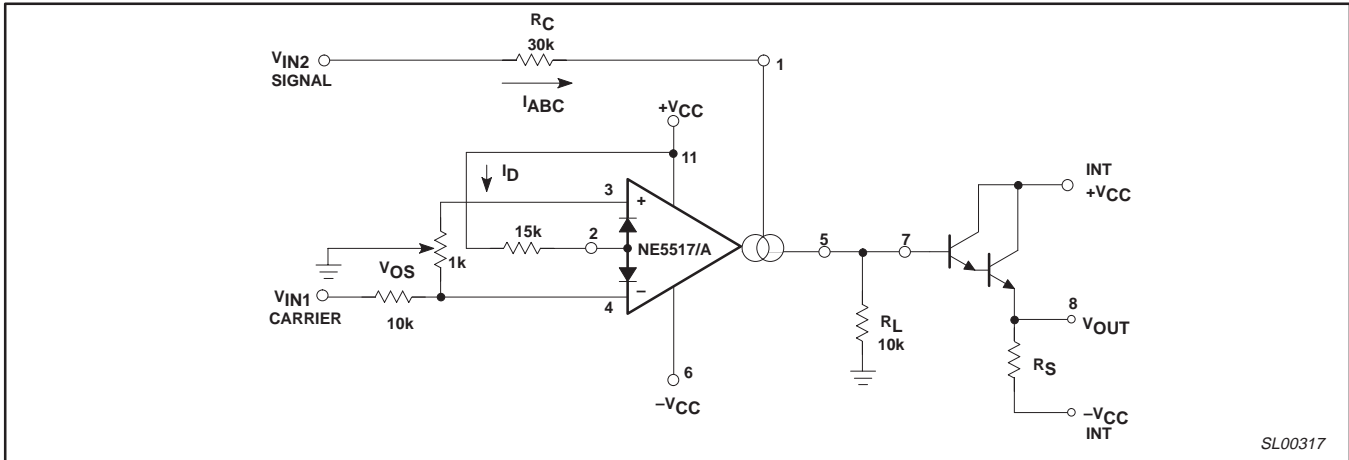 RC
30k
VIN2
SIGNAL
1
IABC
+VCC
11
ID
INT
+VCC
3
+
15k
2
NE5517/A
5
7
VOS
1k
VIN1
CARRIER
10k
–
4
RL
10k
8
VOUT
RS
6
–VCC
–VCC
INT
SL00317